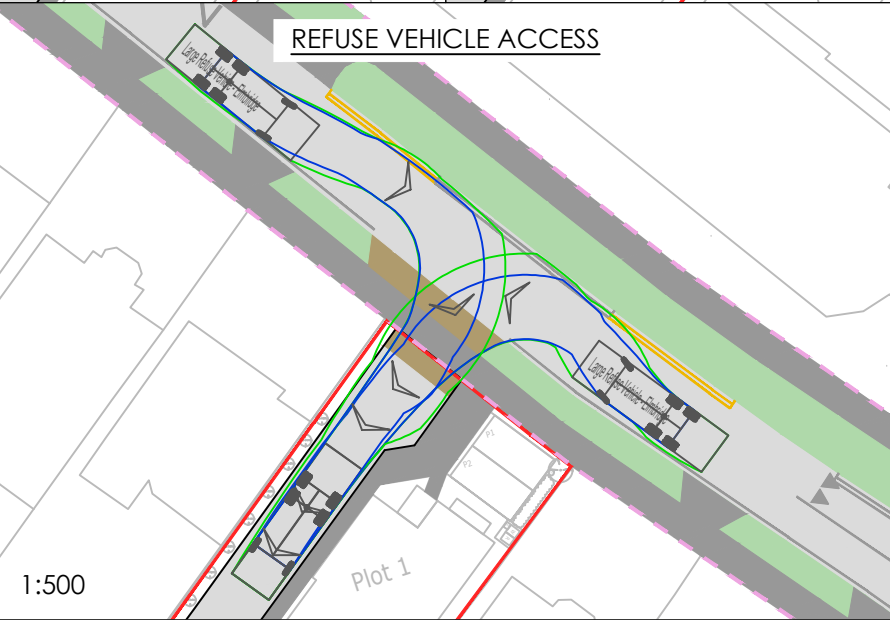 REFUSE VEHICLE ACCESS
Large Refuse Vehicle - Elmbridge
Large Refuse Vehicle - Elmbridge
P1
P2
Plot 1
1:500